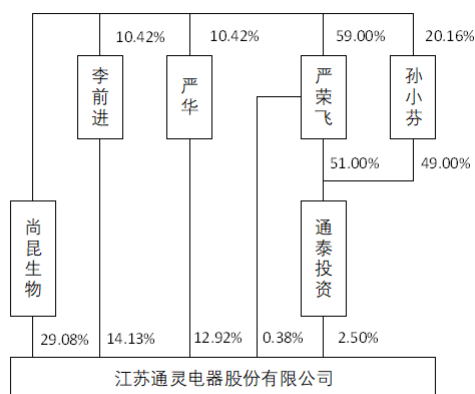 10.42%
10.42%
59.00%
20.16%
李前进
严华
严荣飞
孙小芬
51.00%
49.00%
尚昆生物
通泰投资
29.08%
14.13%
12.92%
0.38%
2.50%
江苏通灵电器股份有限公司